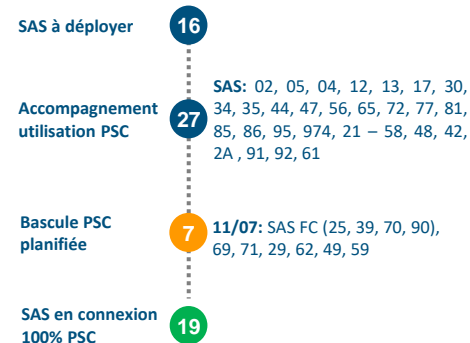 SAS à déployer
16
Accompagnement
utilisation PSC
27
SAS: 02, 05, 04, 12, 13, 17, 30,
34, 35, 44, 47, 56, 65, 72, 77, 81,
85, 86, 95, 974, 21 – 58, 48, 42,
2A , 91, 92, 61
Bascule PSC
planifiée
7
11/07: SAS FC (25, 39, 70, 90),
69, 71, 29, 62, 49, 59
SAS en connexion
100% PSC
19